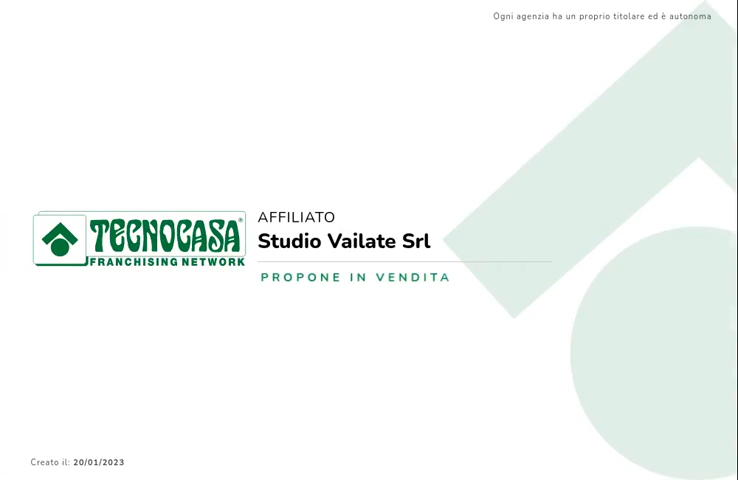 Ogni agenzia ha un proprio titolare ed è autonoma
TECNOCASA®
FRANCHISING NETWORK
AFFILIATO
Studio Vailate Srl
PROPONE IN VENDITA
Creato il: 20/01/2023